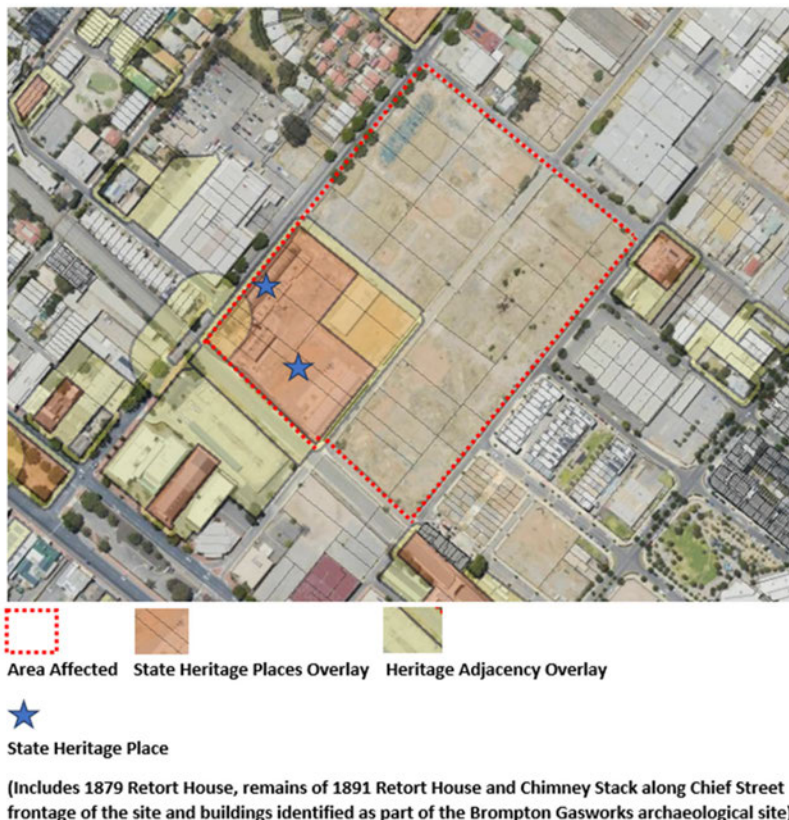 Area Affected State Heritage Places Overlay Heritage Adjacency Overlay
State Heritage Place
(Includes 1879 Retort House, remains of 1891 Retort House and Chimney Stack along Chief Street
frontage of the site and buildings identified as part of the Brompton Gasworks archaeological site)